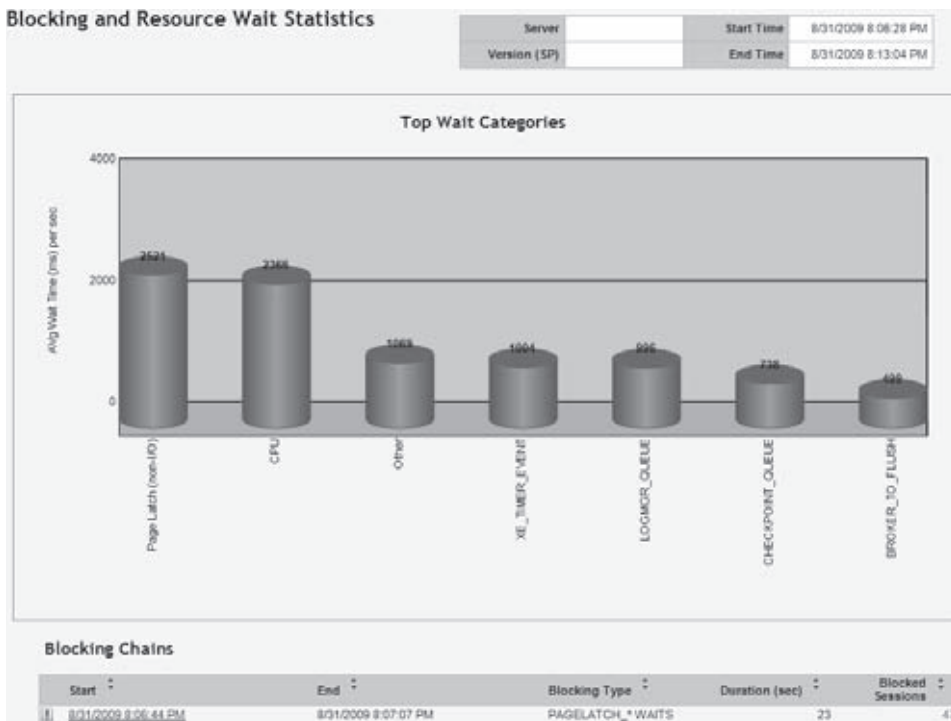 Blocking and Resource Wait Statistics
Server Start Time 8/31/2009 8:06:28 PM
Version (SP) End Time 8/31/2009 8:13:04 PM
Top Wait Categories
4000
2000
0
Avg Wait Time (ms) per sec
2521
2366
1069
1004
996
738
Page Latch (non-I/O)
CPU
Other
XE_TIMER_EVENT
LOGMGR_QUEUE
CHECKPOINT_QUEUE
BROKER_TO_FLUSH
Blocking Chains
Start End Blocking Type Duration (sec) Blocked Sessions
8/31/2009 8:06:44 PM 8/31/2009 8:07:07 PM PAGELATCH_* WAITS 23